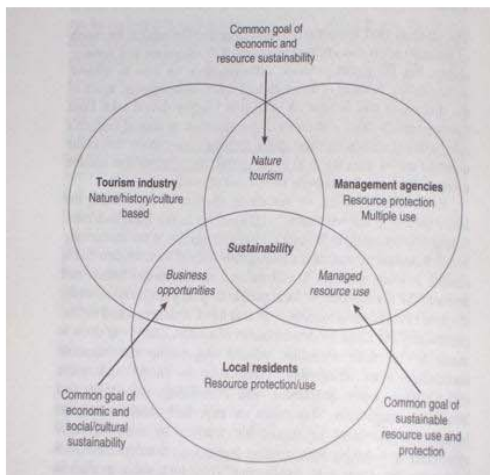 Common goal of
economic and
resource sustainability
Nature
tourism
Tourism industry
Nature/history/culture
based
Management agencies
Resource protection
Multiple use
Sustainability
Business
opportunities
Managed
resource use
Local residents
Resource protection/use
Common goal of
economic and
social/cultural
sustainability
Common goal of
sustainable
resource use and
protection